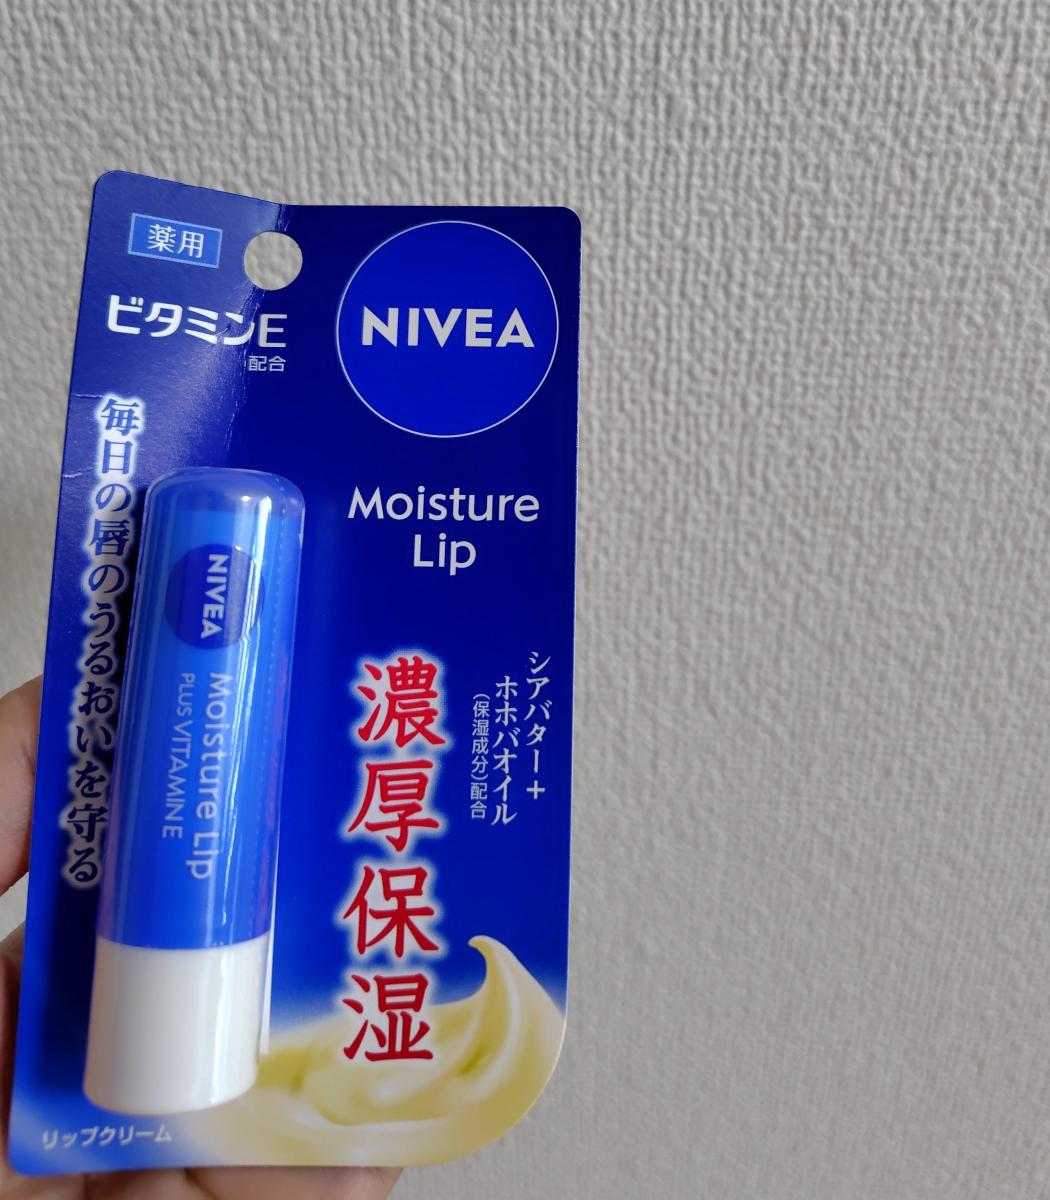 薬用
ビタミンE
配合
NIVEA
Moisture
Lip
毎日の唇のうるおいを守る
シアバター+
ホホバオイル
(保湿成分)配合
濃厚保湿
NIVEA
Moisture Lip
PLUS VITAMIN E
リップクリーム